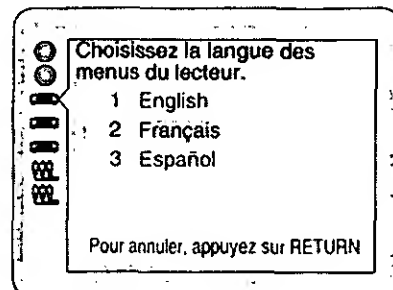 Choisissez la langue des
menus du lecteur.
1 English
2 Français
3 Español
Pour annuler, appuyez sur RETURN